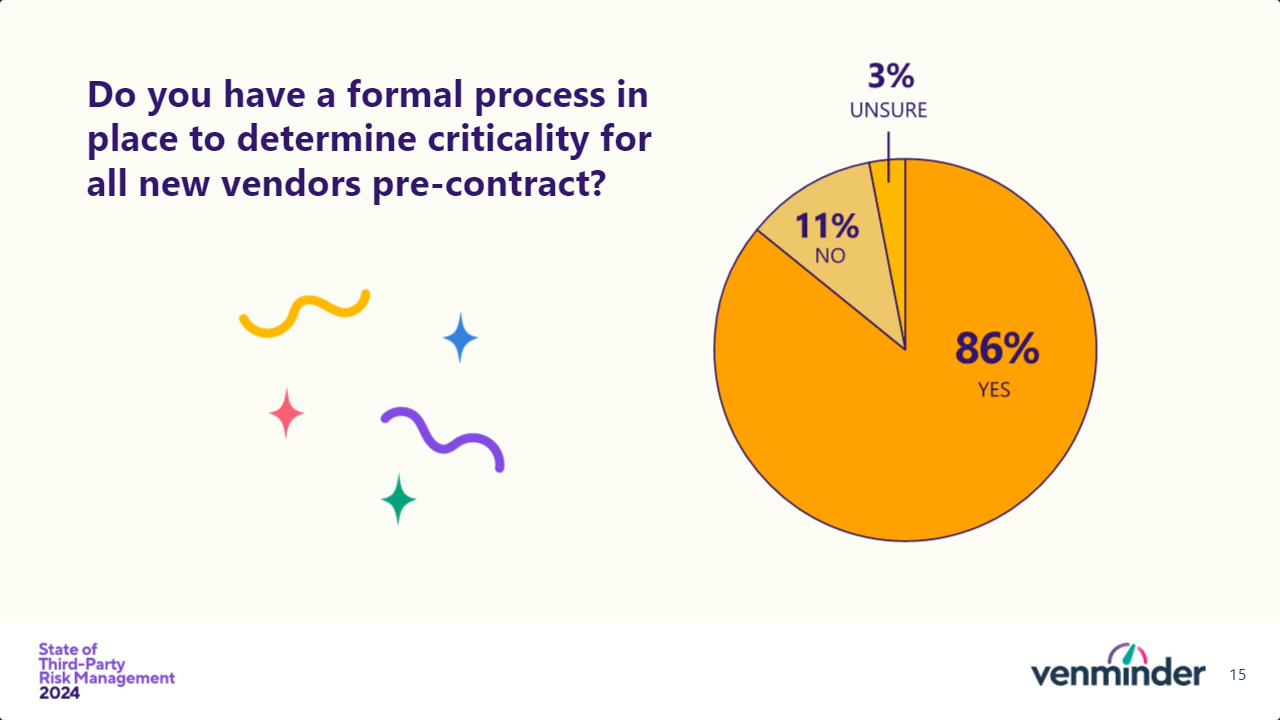 Do you have a formal process in
place to determine criticality for
all new vendors pre-contract?
3%
UNSURE
11%
NO
86%
YES
State of
Third-Party
Risk Management
2024
venminder
15